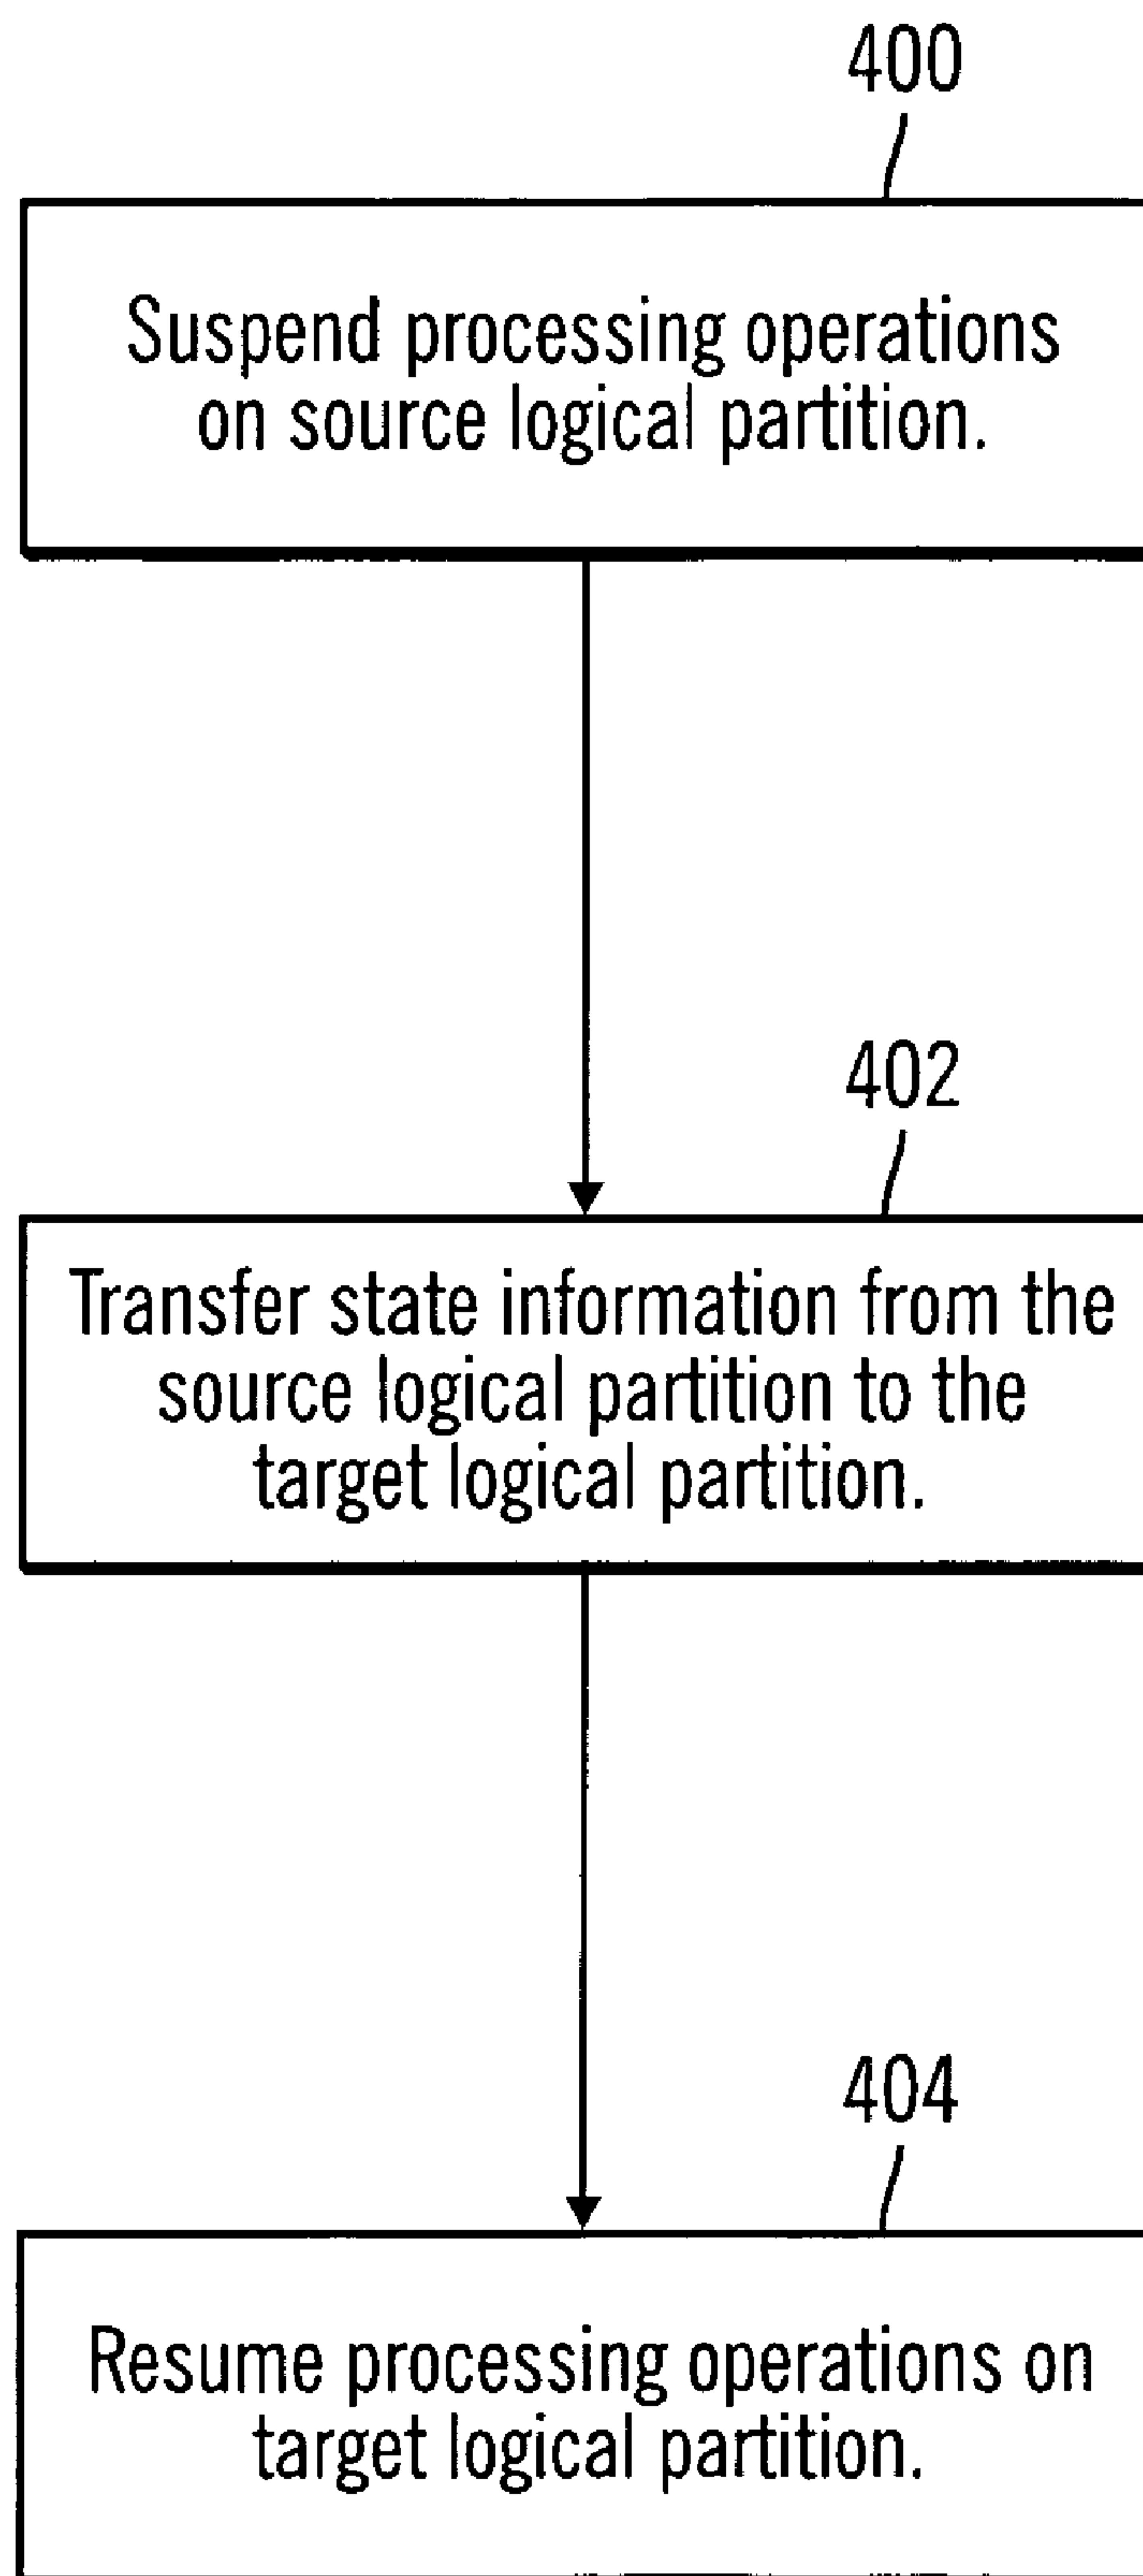 400
Suspend processing operations
on source logical partition.
402
Transfer state information from the
source logical partition to the
target logical partition.
404
Resume processing operations on
target logical partition.